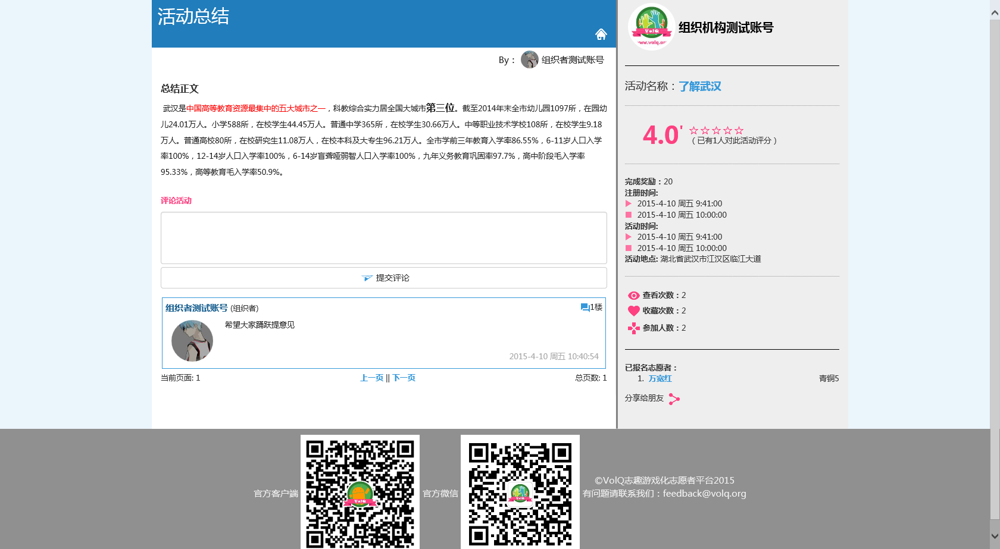 活动总结
By： 组织者测试账号
总结正文
武汉是中国高等教育资源最集中的五大城市之一，科教综合实力居全国大城市第三位。截至2014年末全市幼儿园1097所，在园幼
儿24.01万人。小学588所，在校学生44.45万人。普通中学365所，在校学生30.66万人。中等职业技术学校108所，在校学生9.18
万人。普通高校80所，在校研究生11.08万人，在校本科及大专生96.21万人。全市学前三年教育入学率86.55%，6-11岁人口入学
率100%，12-14岁人口入学率100%，6-14岁盲聋哑弱智人口入学率100%，九年义务教育巩固率97.7%，高中阶段毛入学率
95.33%，高等教育毛入学率50.9%。
评论活动
提交评论
组织者测试账号 (组织者)
1楼
希望大家踊跃提意见
2015-4-10 周五 10:40:54
当前页面: 1
上一页 || 下一页
总页数: 1
VolQ
www.volq.org
组织机构测试账号
活动名称：了解武汉
4.0' ☆☆☆☆☆
（已有1人对此活动评分）
完成奖励：20
注册时间:
2015-4-10 周五 9:41:00
2015-4-10 周五 10:00:00
活动时间:
2015-4-10 周五 9:41:00
2015-4-10 周五 10:00:00
活动地点: 湖北省武汉市江汉区临江大道
查看次数：2
收藏次数：2
参加人数：2
已报名志愿者：
1. 万宽红
青铜5
分享给朋友
官方客户端
VolQ
官方微信
VolQ
©VolQ志趣游戏化志愿者平台2015
有问题请联系我们：feedback@volq.org